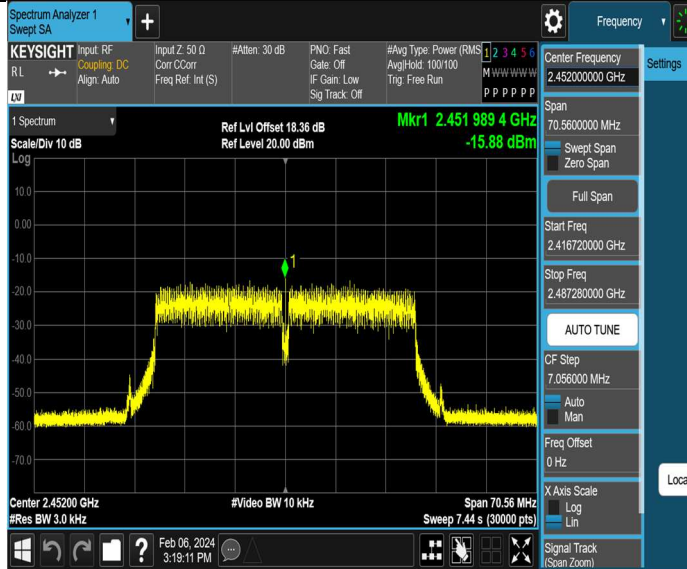 Spectrum Analyzer 1
Swept SA
+
Frequency
KEYSIGHT
RL
LXI
Input: RF
Coupling: DC
Align: Auto
Input Z: 50 Ω
Corr CCorr
Freq Ref: Int (S)
#Atten: 30 dB
PNO: Fast
Gate: Off
IF Gain: Low
Sig Track: Off
#Avg Type: Power (RMS
Avg|Hold: 100/100
Trig: Free Run
1 2 3 4 5 6
M W W W W W
P P P P P P
1 Spectrum
Scale/Div 10 dB
Log
Ref Lvl Offset 18.36 dB
Ref Level 20.00 dBm
Mkr1 2.451 989 4 GHz
-15.88 dBm
10.0
0.00
-10.0
-20.0
-30.0
-40.0
-50.0
-60.0
-70.0
1
Center 2.45200 GHz
#Res BW 3.0 kHz
#Video BW 10 kHz
Span 70.56 MHz
Sweep 7.44 s (30000 pts)
Feb 06, 2024
3:19:11 PM
?
Center Frequency
2.452000000 GHz
Span
70.5600000 MHz
Swept Span
Zero Span
Full Span
Start Freq
2.416720000 GHz
Stop Freq
2.487280000 GHz
AUTO TUNE
CF Step
7.056000 MHz
Auto
Man
Freq Offset
0 Hz
X Axis Scale
Log
Lin
Signal Track
(Span Zoom)
Settings
Loca